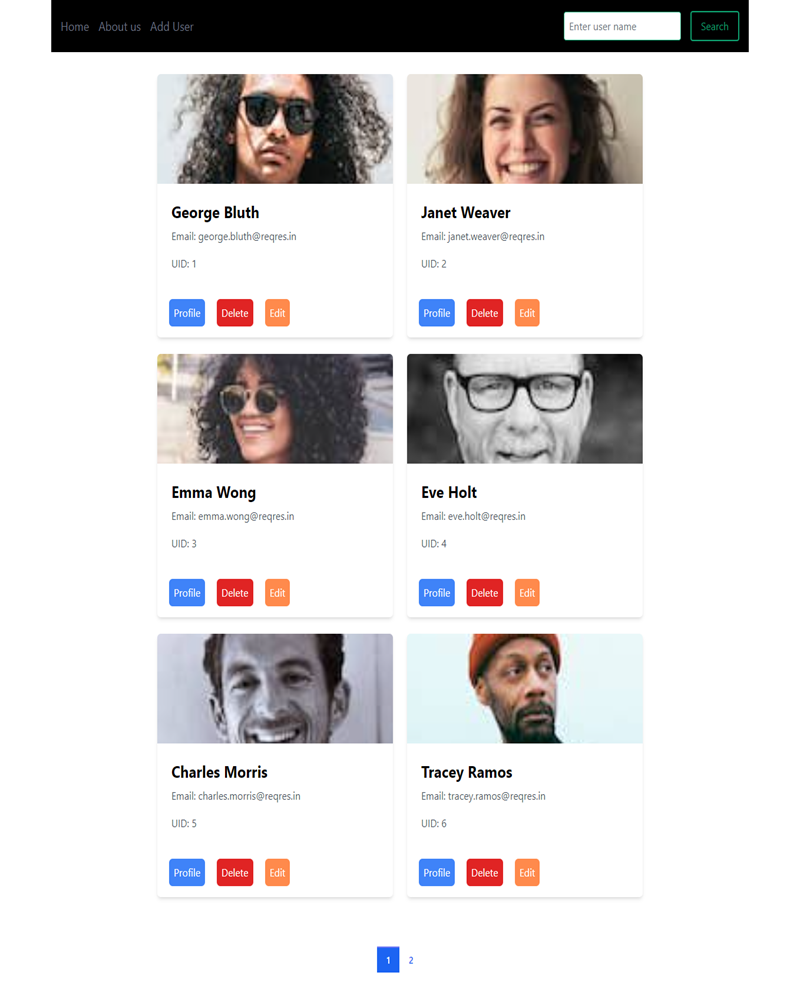 Home About us Add User Enter user name Search
George Bluth
Email: george.bluth@reqres.in
UID: 1
Profile Delete Edit
Janet Weaver
Email: janet.weaver@reqres.in
UID: 2
Profile Delete Edit
Emma Wong
Email: emma.wong@reqres.in
UID: 3
Profile Delete Edit
Eve Holt
Email: eve.holt@reqres.in
UID: 4
Profile Delete Edit
Charles Morris
Email: charles.morris@reqres.in
UID: 5
Profile Delete Edit
Tracey Ramos
Email: tracey.ramos@reqres.in
UID: 6
Profile Delete Edit
1 2